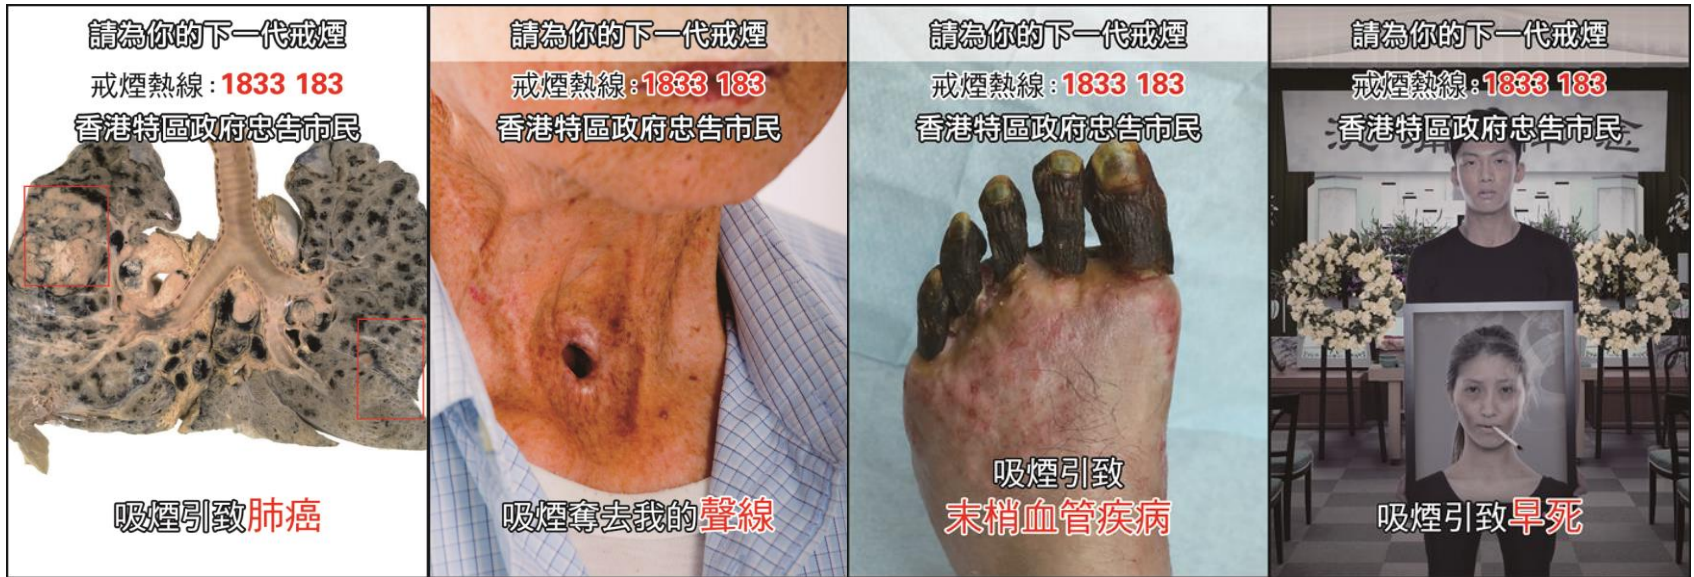 請為你的下一代戒煙
戒煙熱線:1833 183
香港特區政府忠告市民
吸煙引致肺癌
請為你的下一代戒煙
戒煙熱線:1833 183
香港特區政府忠告市民
吸煙奪去我的聲線
請為你的下一代戒煙
戒煙熱線:1833 183
香港特區政府忠告市民
吸煙引致
末梢血管疾病
請為你的下一代戒煙
戒煙熱線:1833 183
香港特區政府忠告市民
吸煙引致早死